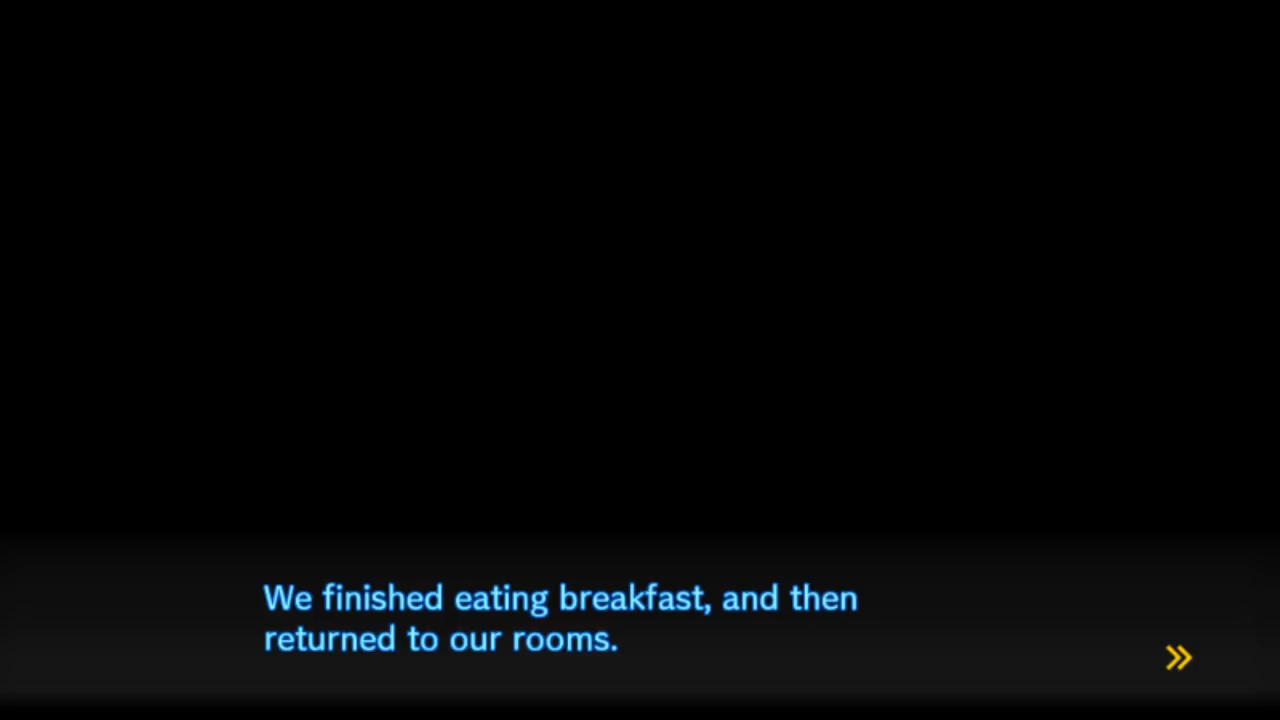 We finished eating breakfast, and then
returned to our rooms.